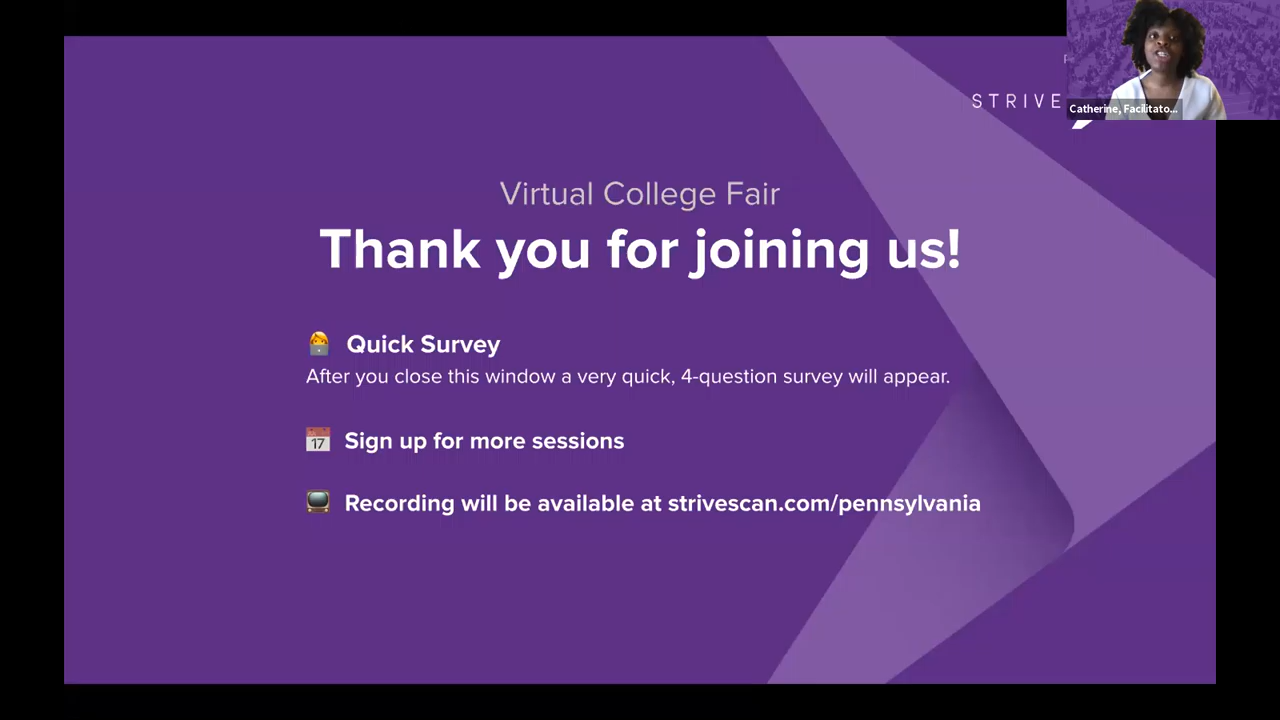 STRIVE
Catherine, Facilitato...
Virtual College Fair
Thank you for joining us!
Quick Survey
After you close this window a very quick, 4-question survey will appear.
17
Sign up for more sessions
Recording will be available at strivescan.com/pennsylvania